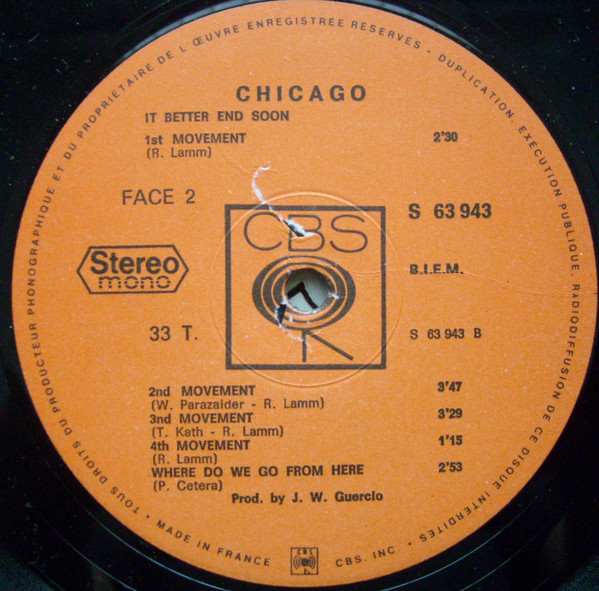 TOUS DROITS DU PRODUCTEUR PHONOGRAPHIQUE ET DU PROPRIÉTAIRE DE L'ŒUVRE ENREGISTRÉE RÉSERVÉS · DUPLICATION, EXÉCUTION PUBLIQUE, RADIODIFFUSION DE CE DISQUE INTERDITES ·
CHICAGO
IT BETTER END SOON
1st MOVEMENT 2'30
(R. Lamm)
FACE 2
S 63 943
CBS
Stereo
mono
B.I.E.M.
33 T.
S 63 943 B
2nd MOVEMENT 3'47
(W. Parazaider - R. Lamm)
3nd MOVEMENT 3'29
(T. Kath - R. Lamm)
4th MOVEMENT 1'15
(R. Lamm)
WHERE DO WE GO FROM HERE 2'53
(P. Cetera)
Prod. by J. W. Guercio
· MADE IN FRANCE
CBS
CBS. INC ·